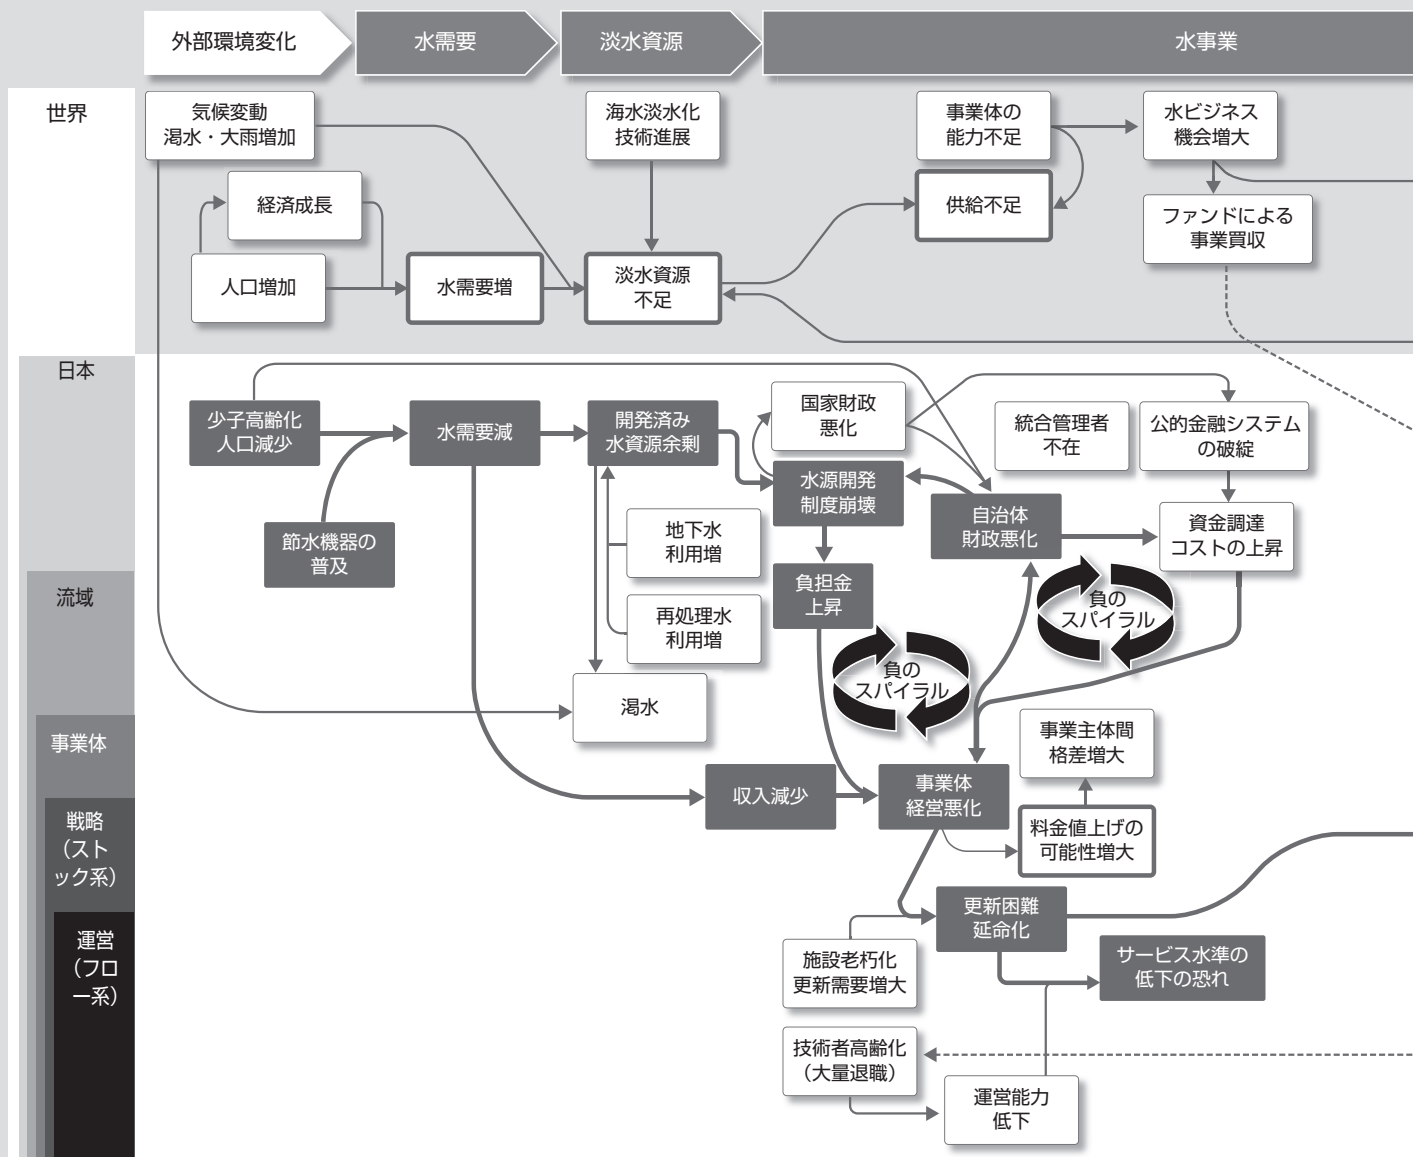 外部環境変化
水需要
淡水資源
水事業
世界
気候変動
渇水・大雨増加
海水淡水化
技術進展
事業体の
能力不足
水ビジネス
機会増大
経済成長
供給不足
ファンドによる
事業買収
人口増加
水需要増
淡水資源
不足
日本
少子高齢化
人口減少
水需要減
開発済み
水資源余剰
国家財政
悪化
統合管理者
不在
公的金融システム
の破綻
水源開発
制度崩壊
自治体
財政悪化
資金調達
コストの上昇
節水機器の
普及
地下水
利用増
負担金
上昇
負の
スパイラル
流域
再処理水
利用増
負の
スパイラル
渇水
事業体
事業主体間
格差増大
収入減少
事業体
経営悪化
料金値上げの
可能性増大
戦略
（スト
ック系）
更新困難
延命化
運営
（フロ
ー系）
施設老朽化
更新需要増大
サービス水準の
低下の恐れ
技術者高齢化
（大量退職）
運営能力
低下